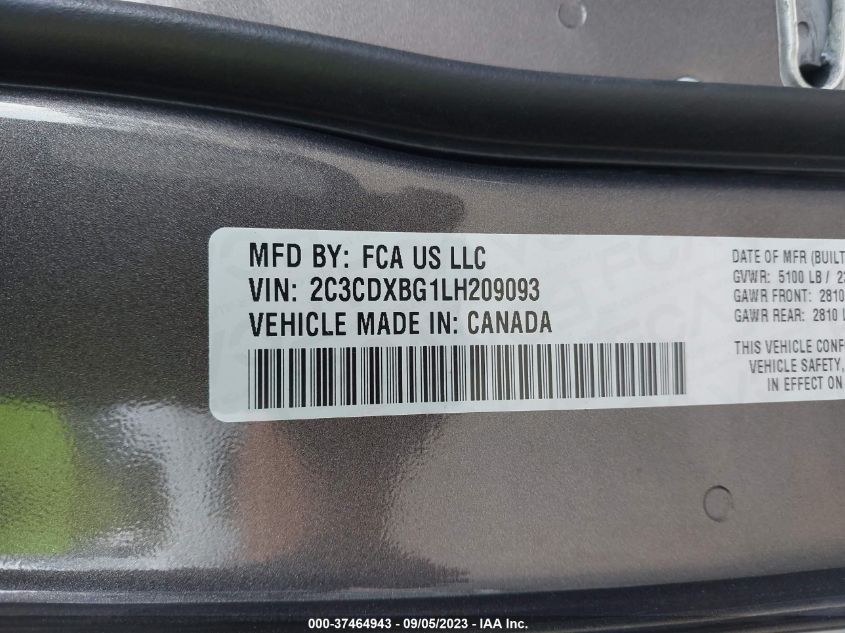 MFD BY: FCA US LLC
VIN: 2C3CDXBG1LH209093
VEHICLE MADE IN: CANADA
DATE OF MFR (BUILT
GVWR: 5100 LB /
GAWR FRONT: 2810
GAWR REAR: 2810
THIS VEHICLE
VEHICLE SAFETY,
IN EFFECT ON
000-37464943 - 09/05/2023 - IAA Inc.